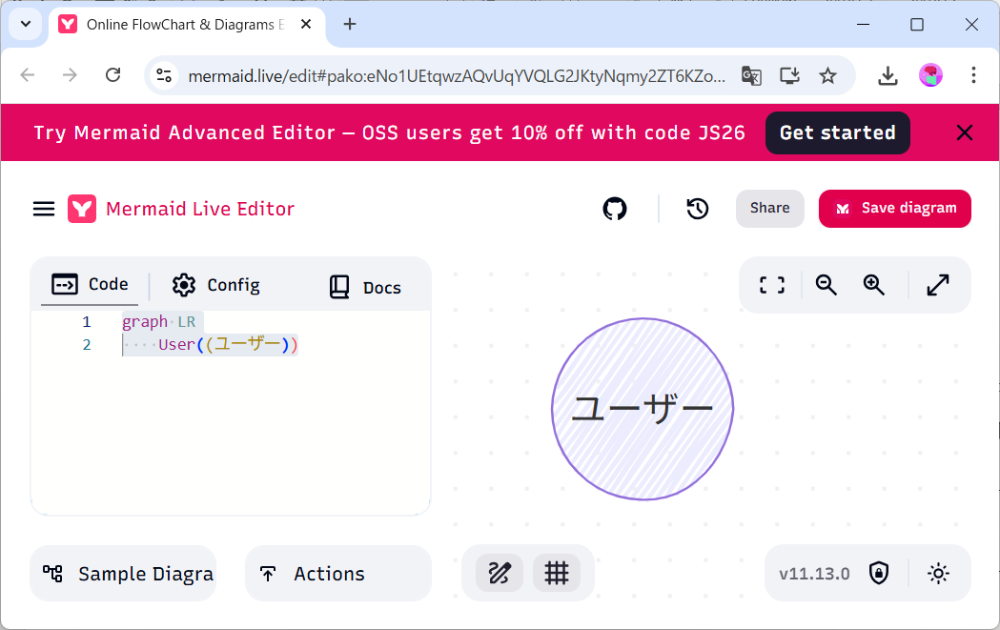 Online FlowChart & Diagrams E
mermaid.live/edit#pako:eNo1UEtqwzAQvUqYVQLG2JKtyNqmy2ZT6KZo...
Try Mermaid Advanced Editor — OSS users get 10% off with code JS26
Get started
Mermaid Live Editor
Share
Save diagram
Code
Config
Docs
1 graph LR
2 User((ユーザー))
ユーザー
Sample Diagra
Actions
v11.13.0